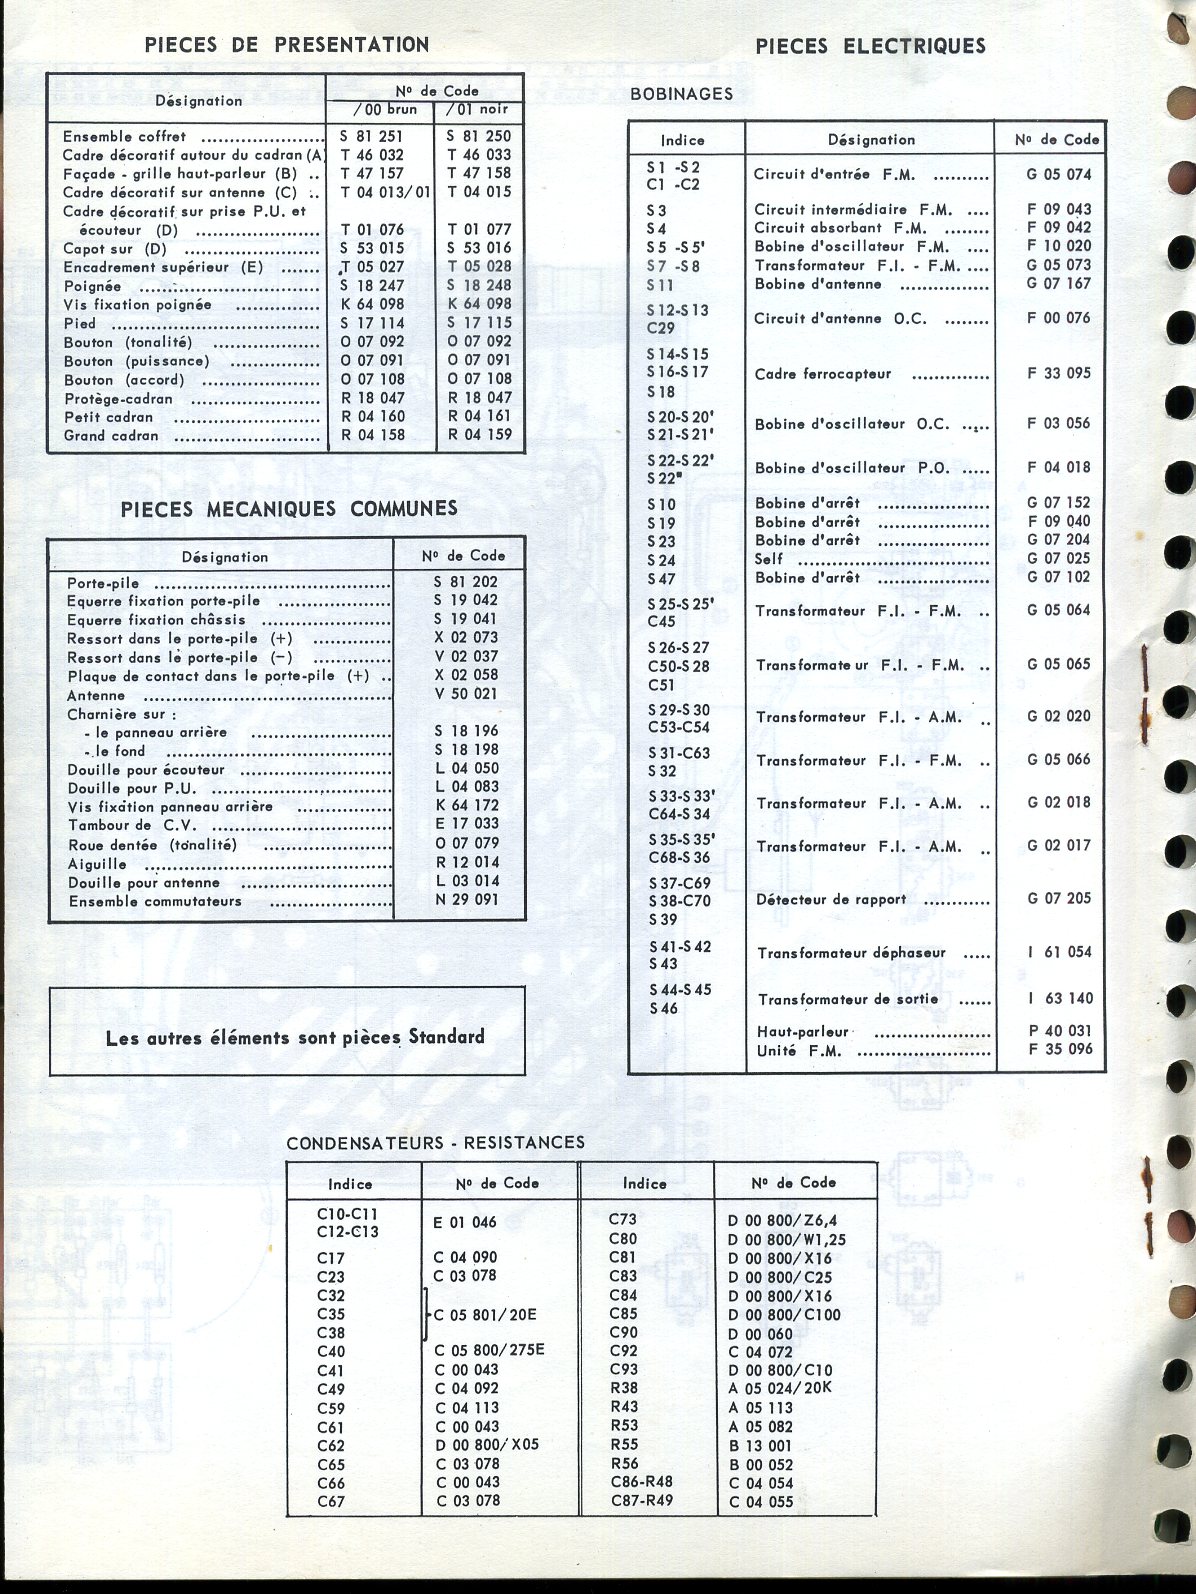 PIECES DE PRESENTATION
Désignation
Nº de Code
/00 brun /01 noir
Ensemble coffret .................... S 81 251 S 81 250
Cadre décoratif autour du cadran (A T 46 032 T 46 033
Façade - grille haut-parleur (B) .. T 47 157 T 47 158
Cadre décoratif sur antenne (C) .. T 04 013/01 T 04 015
Cadre décoratif sur prise P.U. et
écouteur (D) .................... T 01 076 T 01 077
Capot sur (D) .................... S 53 015 S 53 016
Encadrement supérieur (E) ....... T 05 027 T 05 028
Poignée .................... S 18 247 S 18 248
Vis fixation poignée .............. K 64 098 K 64 098
Pied .................... S 17 114 S 17 115
Bouton (tonalité) .................. O 07 092 O 07 092
Bouton (puissance) ............... O 07 091 O 07 091
Bouton (accord) .................... O 07 108 O 07 108
Protège-cadran .................... R 18 047 R 18 047
Petit cadran .................... R 04 160 R 04 161
Grand cadran .................... R 04 158 R 04 159
PIECES MECANIQUES COMMUNES
Désignation Nº de Code
Porte-pile .................... S 81 202
Equerre fixation porte-pile .................. S 19 042
Equerre fixation châssis .................... S 19 041
Ressort dans le porte-pile (+) ............. X 02 073
Ressort dans le porte-pile (-) ............. V 02 037
Plaque de contact dans le porte-pile (+) .. X 02 058
Antenne .................... V 50 021
Charnière sur :
- le panneau arrière .................... S 18 196
- le fond .................... S 18 198
Douille pour écouteur .................... L 04 050
Douille pour P.U. .................... L 04 083
Vis fixation panneau arrière ............... K 64 172
Tambour de C.V. .................... E 17 033
Roue dentée (tonalité) .................... O 07 079
Aiguille .................... R 12 014
Douille pour antenne .................... L 03 014
Ensemble commutateurs .................... N 29 091
Les autres éléments sont pièces Standard
PIECES ELECTRIQUES
BOBINAGES
Indice Désignation Nº de Code
S1 -S2
C1 -C2
Circuit d'entrée F.M. .......... G 05 074
S3 Circuit intermédiaire F.M. .... F 09 043
S4 Circuit absorbant F.M. ........ F 09 042
S5 -S5' Bobine d'oscillateur F.M. .... F 10 020
S7 -S8 Transformateur F.I. - F.M. .... G 05 073
S11 Bobine d'antenne ................ G 07 167
S12-S13
C29
Circuit d'antenne O.C. ........ F 00 076
S14-S15
S16-S17
S18
Cadre ferrocapteur .............. F 33 095
S20-S20'
S21-S21'
Bobine d'oscillateur O.C. ..... F 03 056
S22-S22'
S22"
Bobine d'oscillateur P.O. ..... F 04 018
S10 Bobine d'arrêt .................... G 07 152
S19 Bobine d'arrêt .................... F 09 040
S23 Bobine d'arrêt .................... G 07 204
S24 Self .................... G 07 025
S47 Bobine d'arrêt .................... G 07 102
S25-S25'
C45
Transformateur F.I. - F.M. .. G 05 064
S26-S27
C50-S28
C51
Transformateur F.I. - F.M. .. G 05 065
S29-S30
C53-C54
Transformateur F.I. - A.M. .. G 02 020
S31-C63
S32
Transformateur F.I. - F.M. .. G 05 066
S33-S33'
C64-S34
Transformateur F.I. - A.M. .. G 02 018
S35-S35'
C68-S36
Transformateur F.I. - A.M. .. G 02 017
S37-C69
S38-C70
S39
Détecteur de rapport ............ G 07 205
S41-S42
S43
Transformateur déphaseur ..... I 61 054
S44-S45
S46
Transformateur de sortie ...... I 63 140
Haut-parleur .................... P 40 031
Unité F.M. .................... F 35 096
CONDENSATEURS - RESISTANCES
Indice Nº de Code Indice Nº de Code
C10-C11
C12-C13
E 01 046
C17 C 04 090
C23 C 03 078
C32
C35 C 05 801/20E
C38
C40 C 05 800/275E
C41 C 00 043
C49 C 04 092
C59 C 04 113
C61 C 00 043
C62 D 00 800/X05
C65 C 03 078
C66 C 00 043
C67 C 03 078
C73 D 00 800/Z6,4
C80 D 00 800/W1,25
C81 D 00 800/X16
C83 D 00 800/C25
C84 D 00 800/X16
C85 D 00 800/C100
C90 D 00 060
C92 C 04 072
C93 D 00 800/C10
R38 A 05 024/20K
R43 A 05 113
R53 A 05 082
R55 B 13 001
R56 B 00 052
C86-R48 C 04 054
C87-R49 C 04 055